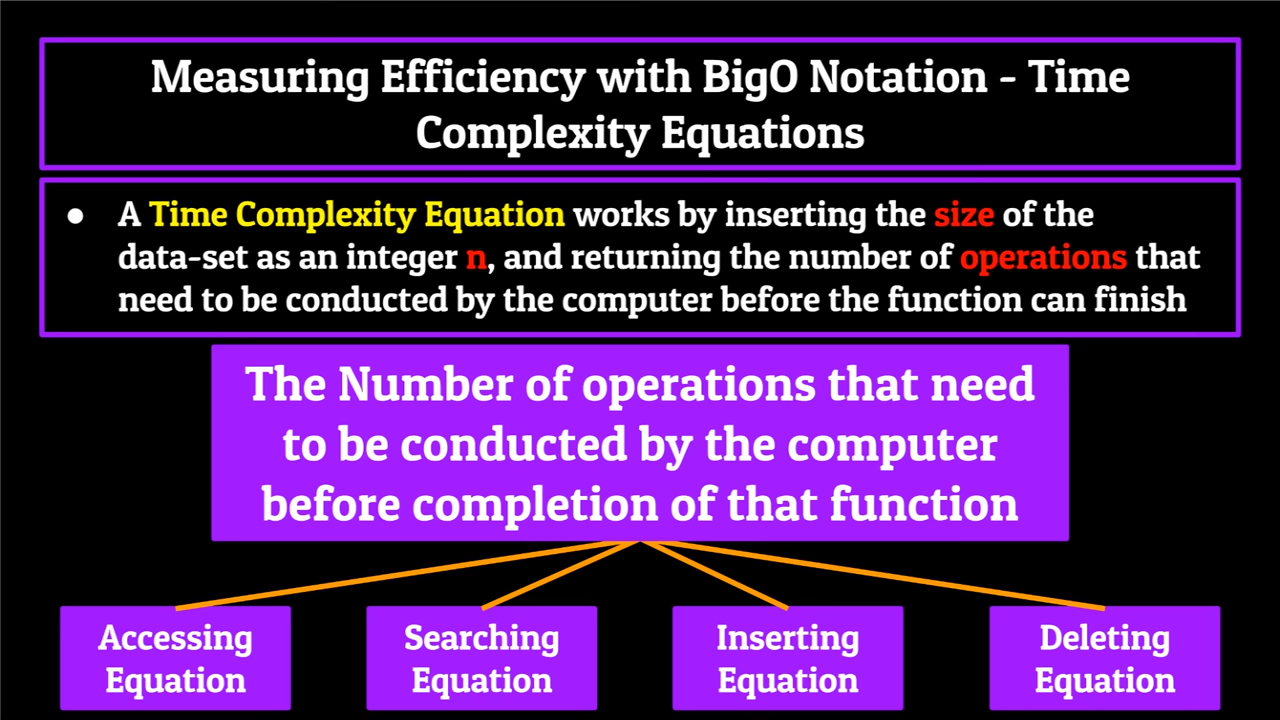 Measuring Efficiency with BigO Notation - Time
Complexity Equations
● A Time Complexity Equation works by inserting the size of the
data-set as an integer n, and returning the number of operations that
need to be conducted by the computer before the function can finish
The Number of operations that need
to be conducted by the computer
before completion of that function
Accessing
Equation
Searching
Equation
Inserting
Equation
Deleting
Equation